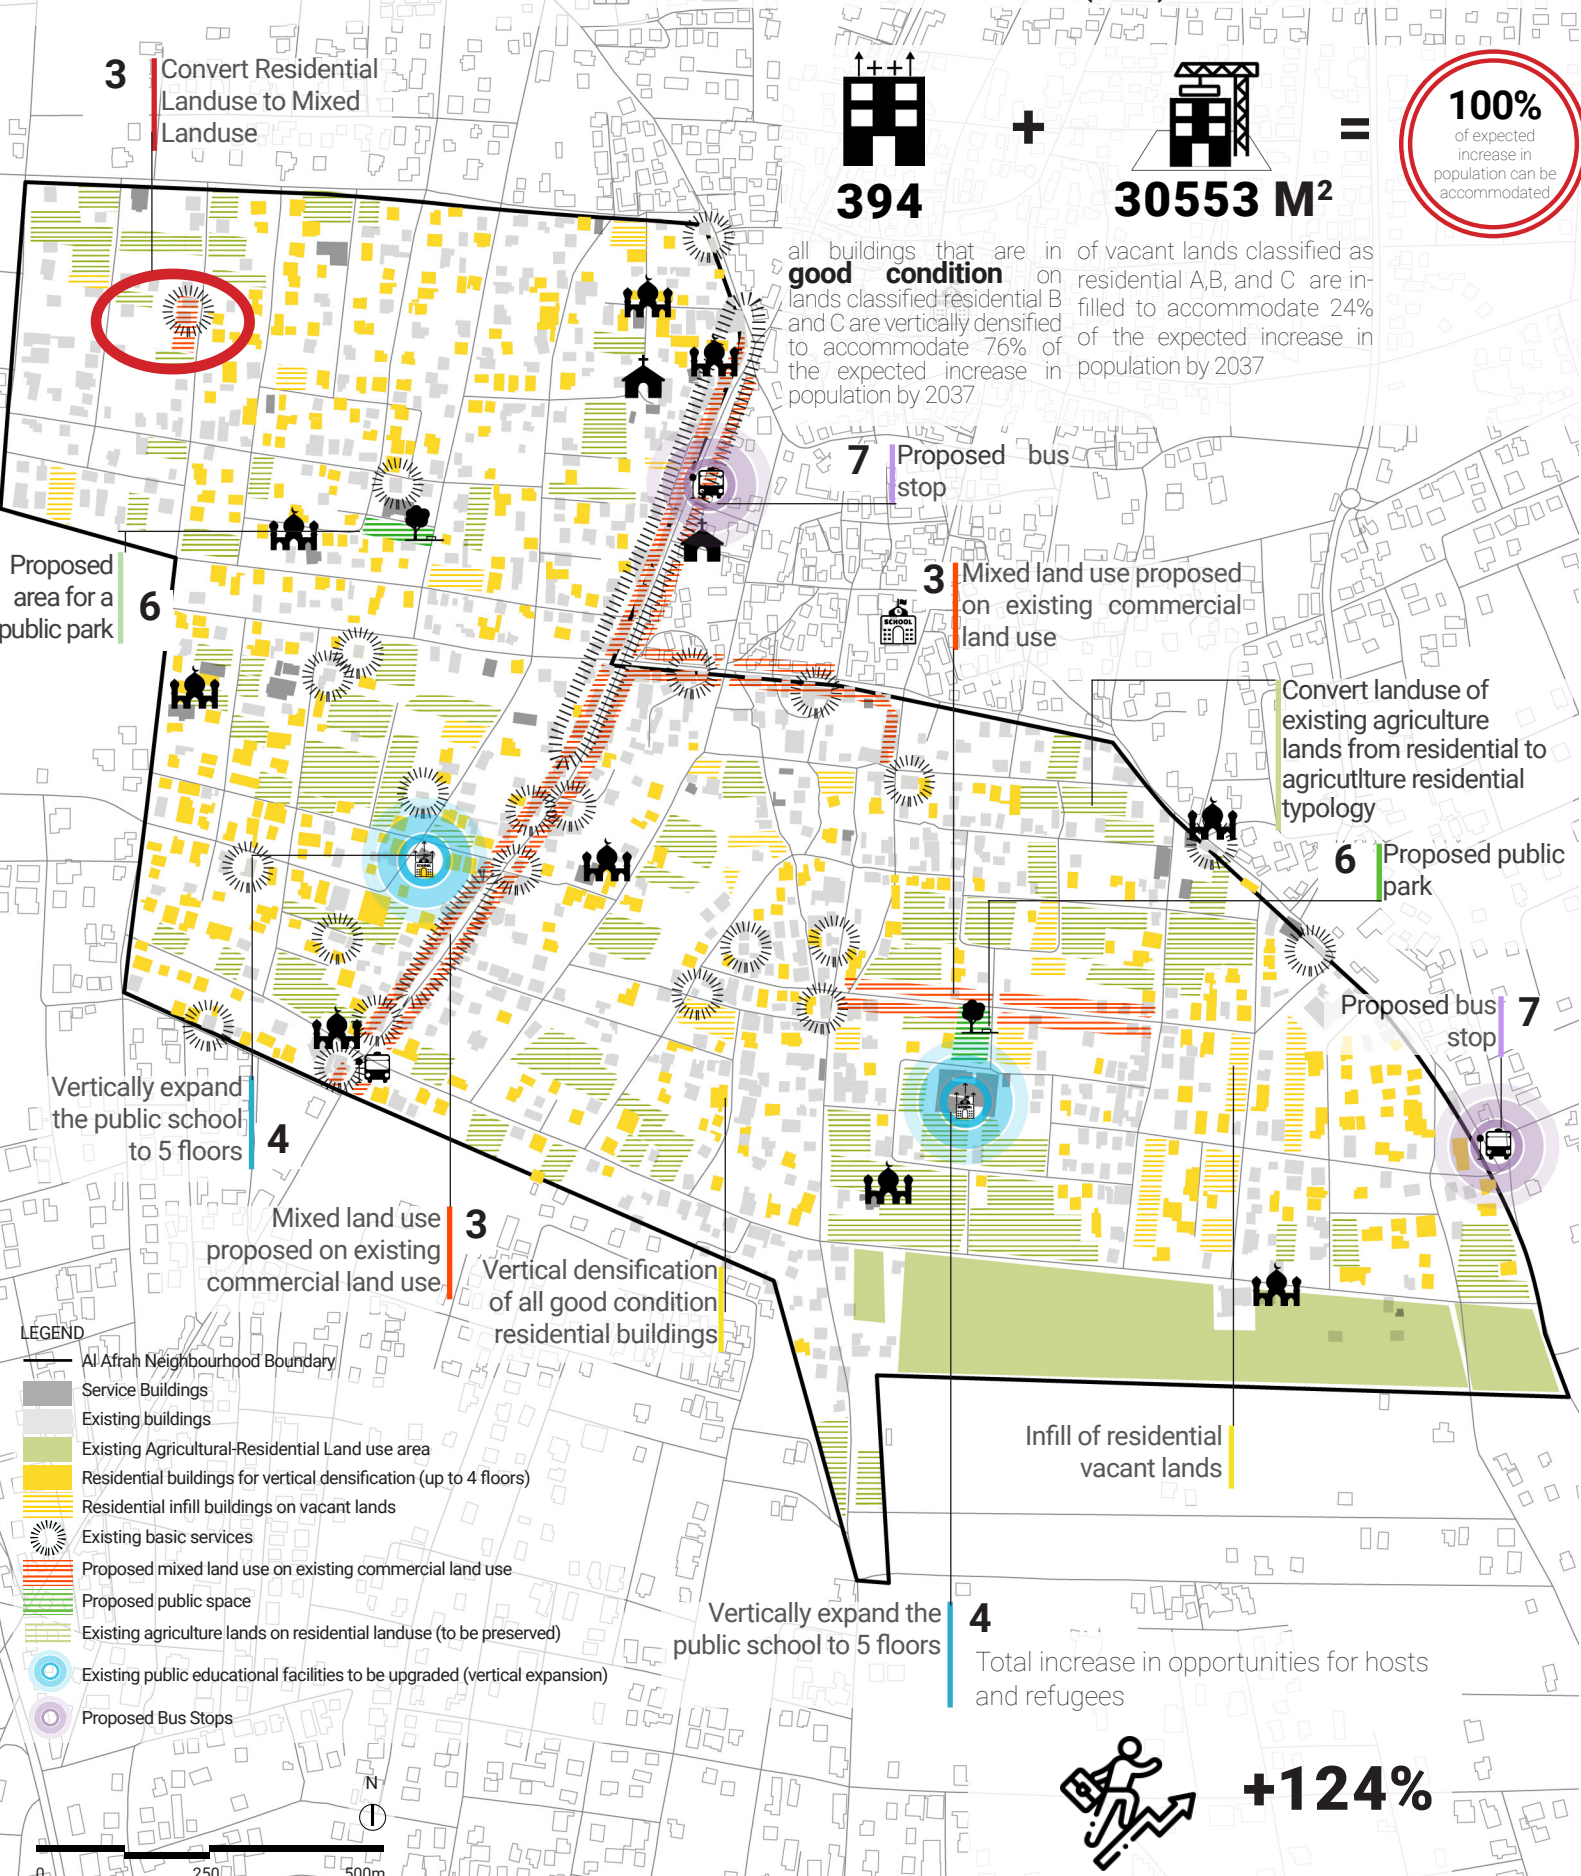 3
Convert Residential
Landuse to Mixed
Landuse
+
=
394
30553 M²
100%
of expected
increase in
population can be
accommodated
all buildings that are in
good condition on
lands classified residential B
and C are vertically densified
to accommodate 76% of
the expected increase in
population by 2037
of vacant lands classified as
residential A,B, and C are in-
filled to accommodate 24%
of the expected increase in
population by 2037
7
Proposed bus
stop
Proposed
area for a
public park
6
3
Mixed land use proposed
on existing commercial
land use
SCHOOL
Convert landuse of
existing agriculture
lands from residential to
agricutlture residential
typology
6
Proposed public
park
Proposed bus
stop
7
Vertically expand
the public school
to 5 floors
4
Mixed land use
proposed on existing
commercial land use
3
Vertical densification
of all good condition
residential buildings
Infill of residential
vacant lands
Vertically expand the
public school to 5 floors
4
LEGEND
Al Afrah Neighbourhood Boundary
Service Buildings
Existing buildings
Existing Agricultural-Residential Land use area
Residential buildings for vertical densification (up to 4 floors)
Residential infill buildings on vacant lands
Existing basic services
Proposed mixed land use on existing commercial land use
Proposed public space
Existing agriculture lands on residential landuse (to be preserved)
Existing public educational facilities to be upgraded (vertical expansion)
Proposed Bus Stops
Total increase in opportunities for hosts
and refugees
+124%
N
0 250 500m